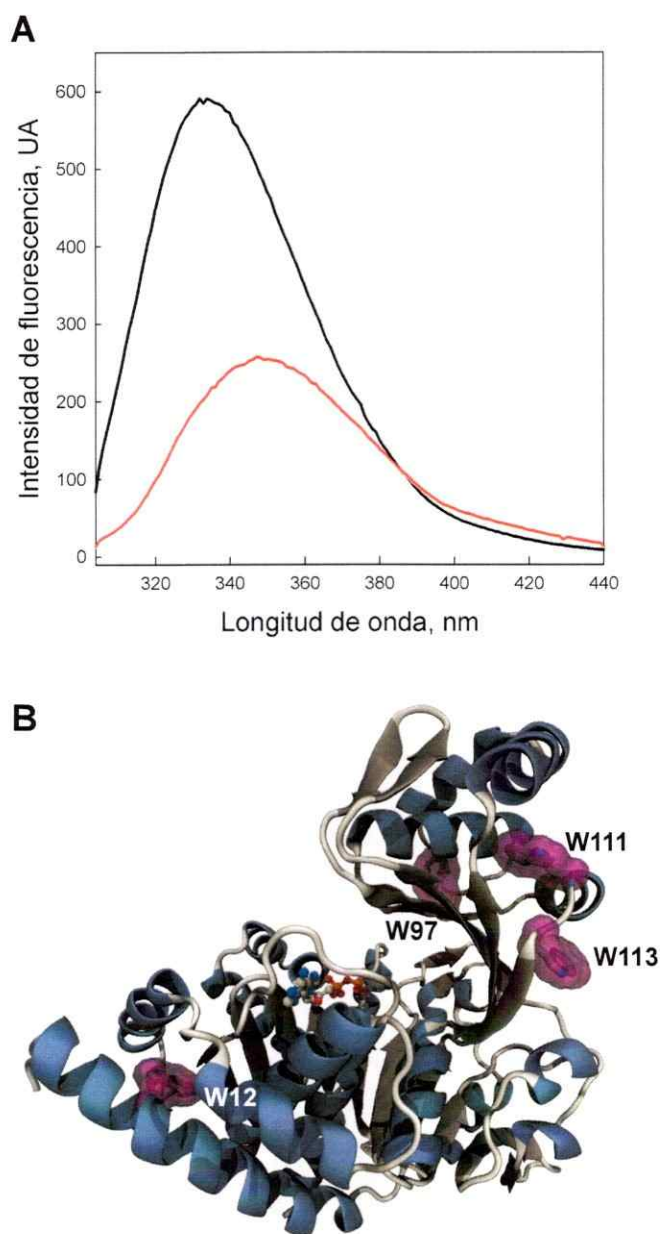 A
Intensidad de fluorescencia, UA
600
500
400
300
200
100
0
320 340 360 380 400 420 440
Longitud de onda, nm
B
W111
W97
W113
W12